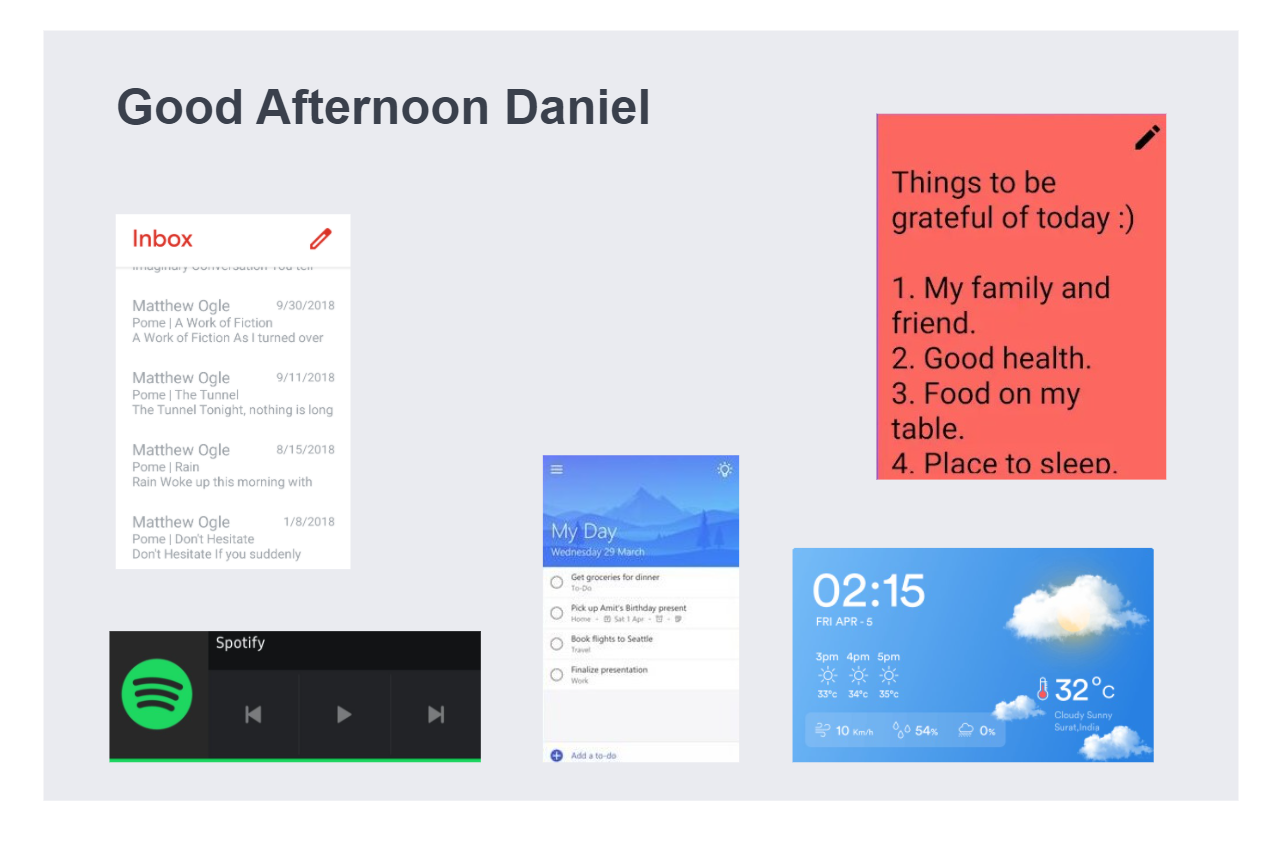 Good Afternoon Daniel
Inbox
Imaginary Conversation You tell
Matthew Ogle 9/30/2018
Pome | A Work of Fiction
A Work of Fiction As I turned over
Matthew Ogle 9/11/2018
Pome | The Tunnel
The Tunnel Tonight, nothing is long
Matthew Ogle 8/15/2018
Pome | Rain
Rain Woke up this morning with
Matthew Ogle 1/8/2018
Pome | Don't Hesitate
Don't Hesitate If you suddenly
Spotify
My Day
Wednesday 29 March
Get groceries for dinner
To-Do
Pick up Amit's Birthday present
Home • Sat 1 Apr • •
Book flights to Seattle
Travel
Finalize presentation
Work
Add a to-do
Things to be
grateful of today :)
1. My family and
friend.
2. Good health.
3. Food on my
table.
4. Place to sleep.
02:15
FRI APR - 5
3pm 4pm 5pm
33°c 34°c 35°c
32°c
Cloudy Sunny
Surat,India
10 Km/h 54% 0%